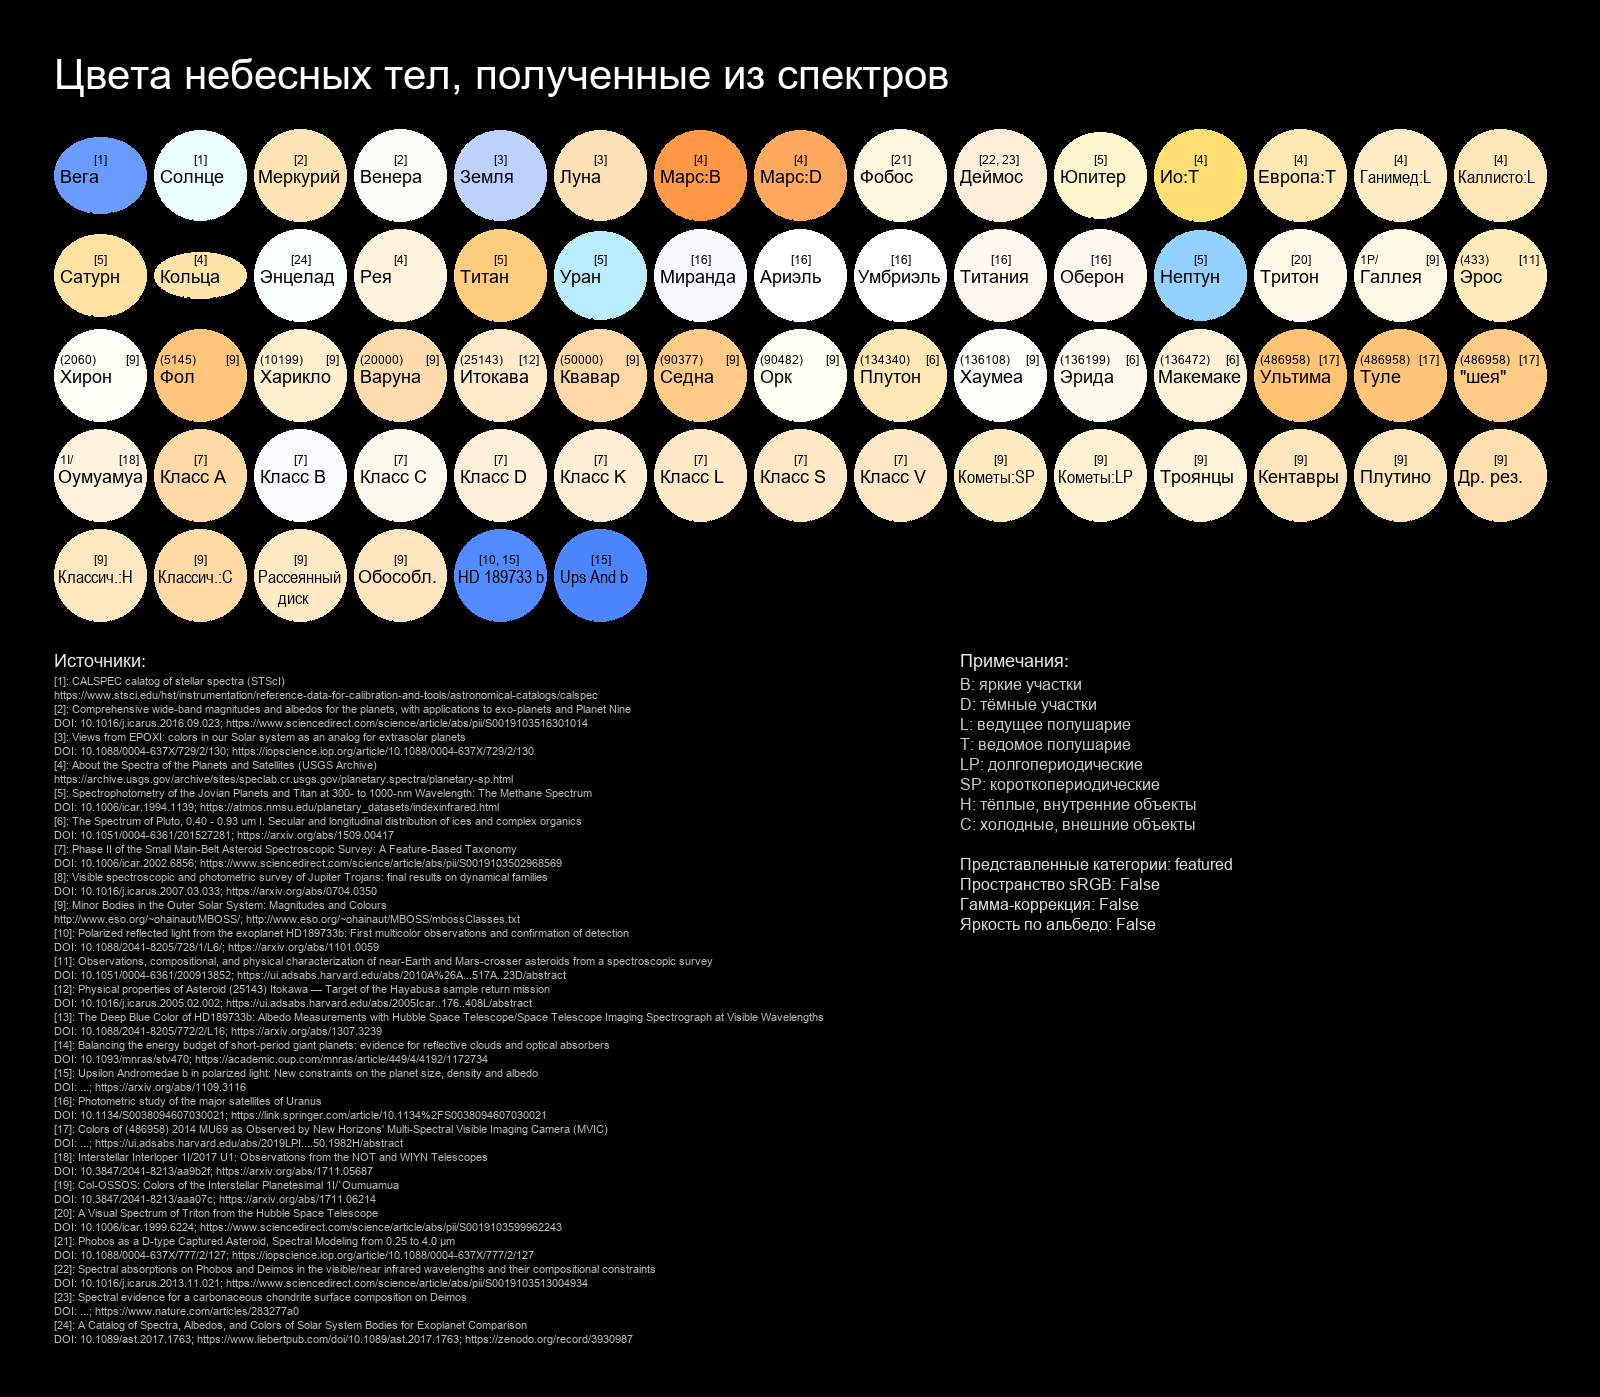 Цвета небесных тел, полученные из спектров
[1] [1] [2] [2] [3] [3] [4] [4] [21] [22, 23] [5] [4] [4] [4] [4]
Вега Солнце Меркурий Венера Земля Луна Марс:B Марс:D Фобос Деймос Юпитер Ио:T Европа:T Ганимед:L Каллисто:L
[5] [4] [24] [4] [5] [5] [16] [16] [16] [16] [16] [5] [20] 1P/ [9] (433) [11]
Сатурн Кольца Энцелад Рея Титан Уран Миранда Ариэль Умбриэль Титания Оберон Нептун Тритон Галлея Эрос
(2060) [9] (5145) [9] (10199) [9] (20000) [9] (25143) [12] (50000) [9] (90377) [9] (90482) [9] (134340) [6] (136108) [9] (136199) [6] (136472) [6] (486958) [17] (486958) [17] (486958) [17]
Хирон Фол Харикло Варуна Итокава Квавар Седна Орк Плутон Хаумеа Эрида Макемаке Ультима Туле "шея"
1I/ [18] [7] [7] [7] [7] [7] [7] [7] [7] [9] [9] [9] [9] [9] [9]
Оумуамуа Класс A Класс B Класс C Класс D Класс K Класс L Класс S Класс V Кометы:SP Кометы:LP Троянцы Кентавры Плутино Др. рез.
[9] [9] [9] [9] [10, 15] [15]
Классич.:H Классич.:C Рассеянный Обособл. HD 189733 b Ups And b
диск
Источники:
[1]: CALSPEC calatog of stellar spectra (STScI)
https://www.stsci.edu/hst/instrumentation/reference-data-for-calibration-and-tools/astronomical-catalogs/calspec
[2]: Comprehensive wide-band magnitudes and albedos for the planets, with applications to exo-planets and Planet Nine
DOI: 10.1016/j.icarus.2016.09.023; https://www.sciencedirect.com/science/article/abs/pii/S0019103516301014
[3]: Views from EPOXI: colors in our Solar system as an analog for extrasolar planets
DOI: 10.1088/0004-637X/729/2/130; https://iopscience.iop.org/article/10.1088/0004-637X/729/2/130
[4]: About the Spectra of the Planets and Satellites (USGS Archive)
https://archive.usgs.gov/archive/sites/speclab.cr.usgs.gov/planetary.spectra/planetary-sp.html
[5]: Spectrophotometry of the Jovian Planets and Titan at 300- to 1000-nm Wavelength: The Methane Spectrum
DOI: 10.1006/icar.1994.1139; https://atmos.nmsu.edu/planetary_datasets/indexinfrared.html
[6]: The Spectrum of Pluto, 0.40 - 0.93 um I. Secular and longitudinal distribution of ices and complex organics
DOI: 10.1051/0004-6361/201527281; https://arxiv.org/abs/1509.00417
[7]: Phase II of the Small Main-Belt Asteroid Spectroscopic Survey: A Feature-Based Taxonomy
DOI: 10.1006/icar.2002.6856; https://www.sciencedirect.com/science/article/abs/pii/S0019103502968569
[8]: Visible spectroscopic and photometric survey of Jupiter Trojans: final results on dynamical families
DOI: 10.1016/j.icarus.2007.03.033; https://arxiv.org/abs/0704.0350
[9]: Minor Bodies in the Outer Solar System: Magnitudes and Colours
http://www.eso.org/~ohainaut/MBOSS/; http://www.eso.org/~ohainaut/MBOSS/mbossClasses.txt
[10]: Polarized reflected light from the exoplanet HD189733b: First multicolor observations and confirmation of detection
DOI: 10.1088/2041-8205/728/1/L6/; https://arxiv.org/abs/1101.0059
[11]: Observations, compositional, and physical characterization of near-Earth and Mars-crosser asteroids from a spectroscopic survey
DOI: 10.1051/0004-6361/200913852; https://ui.adsabs.harvard.edu/abs/2010A%26A...517A..23D/abstract
[12]: Physical properties of Asteroid (25143) Itokawa — Target of the Hayabusa sample return mission
DOI: 10.1016/j.icarus.2005.02.002; https://ui.adsabs.harvard.edu/abs/2005Icar..176..408L/abstract
[13]: The Deep Blue Color of HD189733b: Albedo Measurements with Hubble Space Telescope/Space Telescope Imaging Spectrograph at Visible Wavelengths
DOI: 10.1088/2041-8205/772/2/L16; https://arxiv.org/abs/1307.3239
[14]: Balancing the energy budget of short-period giant planets: evidence for reflective clouds and optical absorbers
DOI: 10.1093/mnras/stv470; https://academic.oup.com/mnras/article/449/4/4192/1172734
[15]: Upsilon Andromedae b in polarized light: New constraints on the planet size, density and albedo
DOI: ...; https://arxiv.org/abs/1109.3116
[16]: Photometric study of the major satellites of Uranus
DOI: 10.1134/S0038094607030021; https://link.springer.com/article/10.1134%2FS0038094607030021
[17]: Colors of (486958) 2014 MU69 as Observed by New Horizons' Multi-Spectral Visible Imaging Camera (MVIC)
DOI: ...; https://ui.adsabs.harvard.edu/abs/2019LPI....50.1982H/abstract
[18]: Interstellar Interloper 1I/2017 U1: Observations from the NOT and WIYN Telescopes
DOI: 10.3847/2041-8213/aa9b2f; https://arxiv.org/abs/1711.05687
[19]: Col-OSSOS: Colors of the Interstellar Planetesimal 1I/`Oumuamua
DOI: 10.3847/2041-8213/aaa07c; https://arxiv.org/abs/1711.06214
[20]: A Visual Spectrum of Triton from the Hubble Space Telescope
DOI: 10.1006/icar.1999.6224; https://www.sciencedirect.com/science/article/abs/pii/S0019103599962243
[21]: Phobos as a D-type Captured Asteroid, Spectral Modeling from 0.25 to 4.0 μm
DOI: 10.1088/0004-637X/777/2/127; https://iopscience.iop.org/article/10.1088/0004-637X/777/2/127
[22]: Spectral absorptions on Phobos and Deimos in the visible/near infrared wavelengths and their compositional constraints
DOI: 10.1016/j.icarus.2013.11.021; https://www.sciencedirect.com/science/article/abs/pii/S0019103513004934
[23]: Spectral evidence for a carbonaceous chondrite surface composition on Deimos
DOI: ...; https://www.nature.com/articles/283277a0
[24]: A Catalog of Spectra, Albedos, and Colors of Solar System Bodies for Exoplanet Comparison
DOI: 10.1089/ast.2017.1763; https://www.liebertpub.com/doi/10.1089/ast.2017.1763; https://zenodo.org/record/3930987
Примечания:
B: яркие участки
D: тёмные участки
L: ведущее полушарие
T: ведомое полушарие
LP: долгопериодические
SP: короткопериодические
H: тёплые, внутренние объекты
C: холодные, внешние объекты
Представленные категории: featured
Пространство sRGB: False
Гамма-коррекция: False
Яркость по альбедо: False